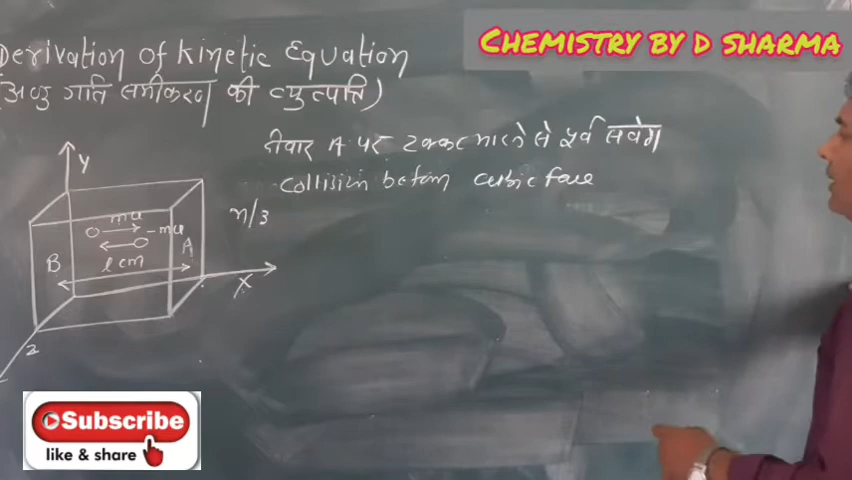 CHEMISTRY BY D SHARMA
Derivation of Kinetic Equation
(अणु गति समीकरण की व्युत्पत्ति)
दीवार A पर टक्कर मारने से पूर्व संवेग
collision before cubic face
Y
mu
-mu
n/3
A
B
l cm
X
Z
Subscribe
like & share